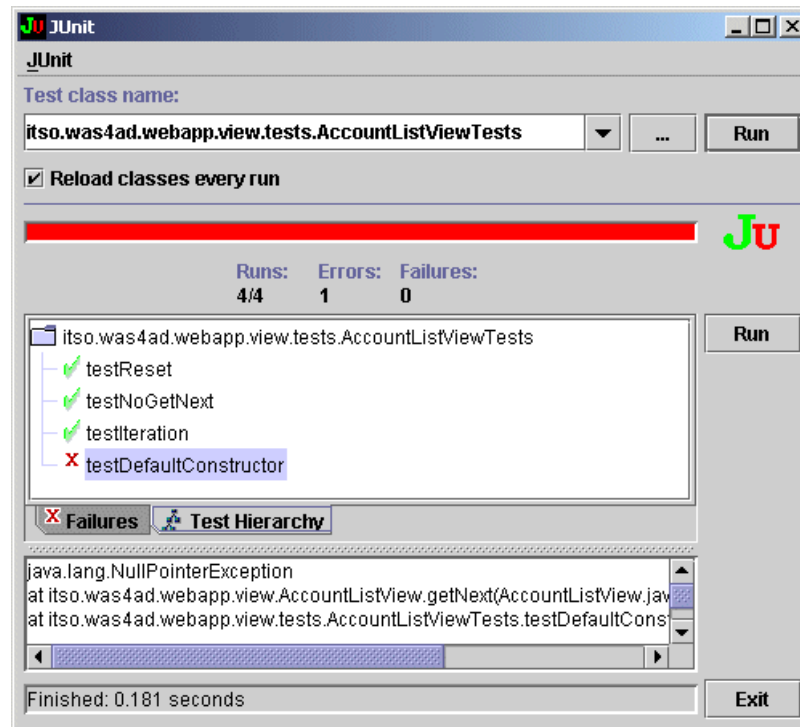 JU JUnit
JUnit
Test class name:
itso.was4ad.webapp.view.tests.AccountListViewTests ... Run
Reload classes every run
JU
Runs: Errors: Failures:
4/4 1 0
itso.was4ad.webapp.view.tests.AccountListViewTests Run
testReset
testNoGetNext
testIteration
testDefaultConstructor
Failures Test Hierarchy
java.lang.NullPointerException
at itso.was4ad.webapp.view.AccountListView.getNext(AccountListView.jav
at itso.was4ad.webapp.view.tests.AccountListViewTests.testDefaultCons
Finished: 0.181 seconds Exit